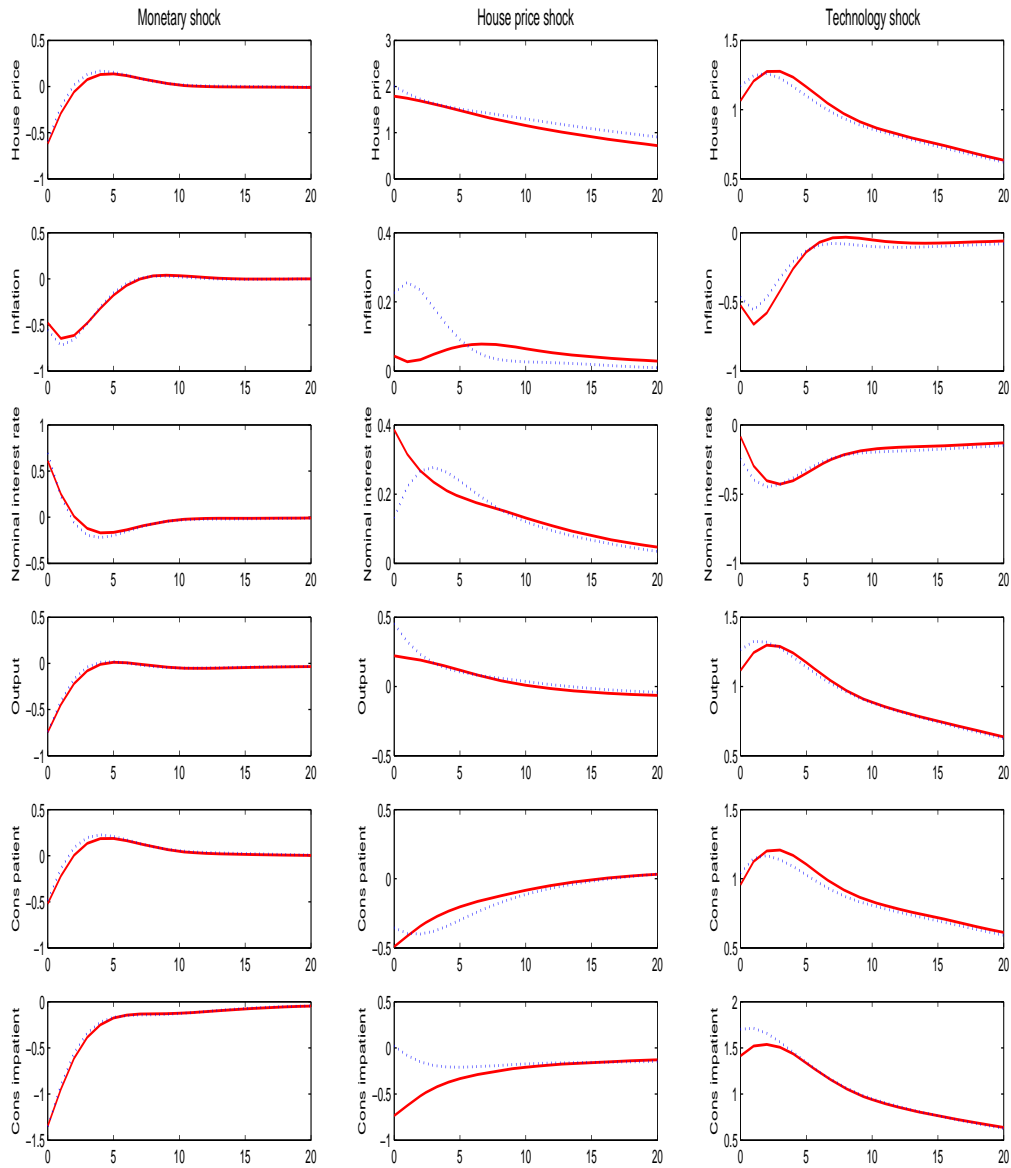 Monetary shock
House price shock
Technology shock
House price
0.5
0
−0.5
−1
0 5 10 15 20
House price
3
2
1
0
0 5 10 15 20
House price
1.5
1
0.5
0 5 10 15 20
Inflation
0.5
0
−0.5
−1
0 5 10 15 20
Inflation
0.4
0.2
0
0 5 10 15 20
Inflation
0
−0.5
−1
0 5 10 15 20
Nominal interest rate
1
0.5
0
−0.5
0 5 10 15 20
Nominal interest rate
0.4
0.2
0
0 5 10 15 20
Nominal interest rate
0
−0.5
−1
0 5 10 15 20
Output
0.5
0
−0.5
−1
0 5 10 15 20
Output
0.5
0
−0.5
0 5 10 15 20
Output
1.5
1
0.5
0 5 10 15 20
Cons patient
0.5
0
−0.5
−1
0 5 10 15 20
Cons patient
0.5
0
−0.5
0 5 10 15 20
Cons patient
1.5
1
0.5
0 5 10 15 20
Cons impatient
0
−0.5
−1
−1.5
0 5 10 15 20
Cons impatient
0.5
0
−0.5
−1
0 5 10 15 20
Cons impatient
2
1.5
1
0.5
0 5 10 15 20